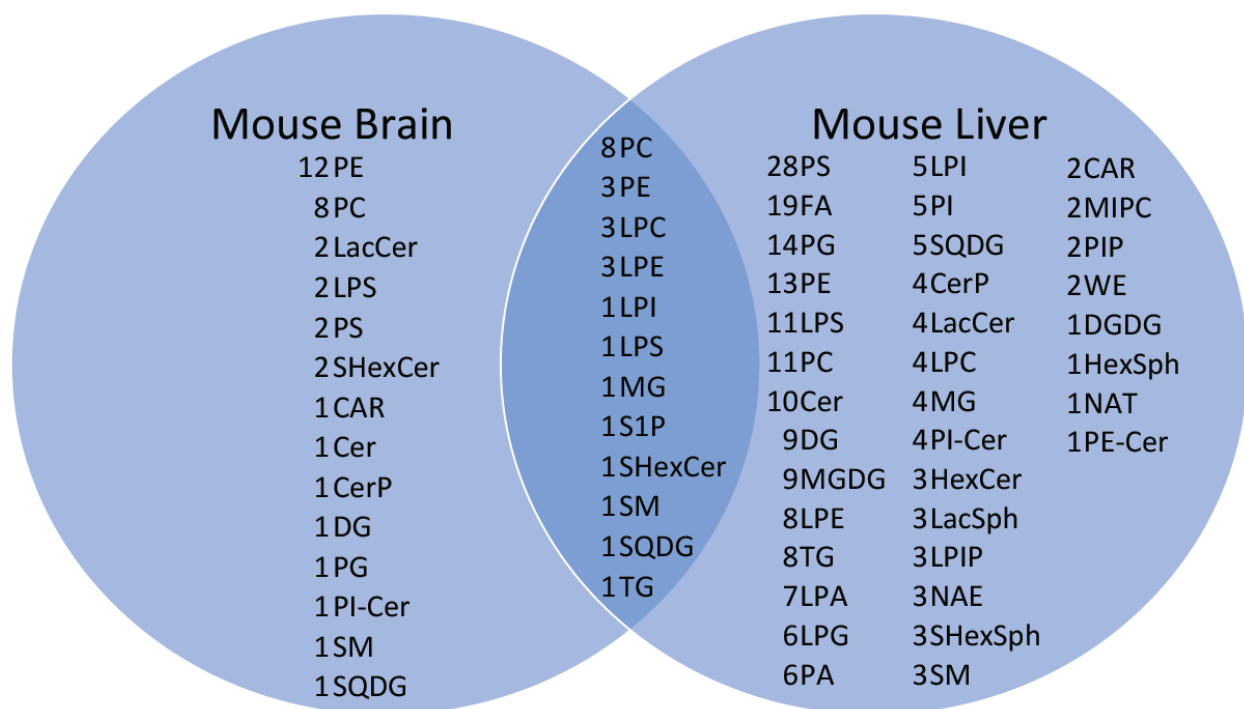 Mouse Brain
12 PE
8 PC
2 LacCer
2 LPS
2 PS
2 SHexCer
1 CAR
1 Cer
1 CerP
1 DG
1 PG
1 PI-Cer
1 SM
1 SQDG
8 PC
3 PE
3 LPC
3 LPE
1 LPI
1 LPS
1 MG
1 S1P
1 SHexCer
1 SM
1 SQDG
1 TG
Mouse Liver
28 PS
19 FA
14 PG
13 PE
11 LPS
11 PC
10 Cer
9 DG
9 MGDG
8 LPE
8 TG
7 LPA
6 LPG
6 PA
5 LPI
5 PI
5 SQDG
4 CerP
4 LacCer
4 LPC
4 MG
4 PI-Cer
3 HexCer
3 LacSph
3 LPIP
3 NAE
3 SHexSph
3 SM
2 CAR
2 MIPC
2 PIP
2 WE
1 DGDG
1 HexSph
1 NAT
1 PE-Cer